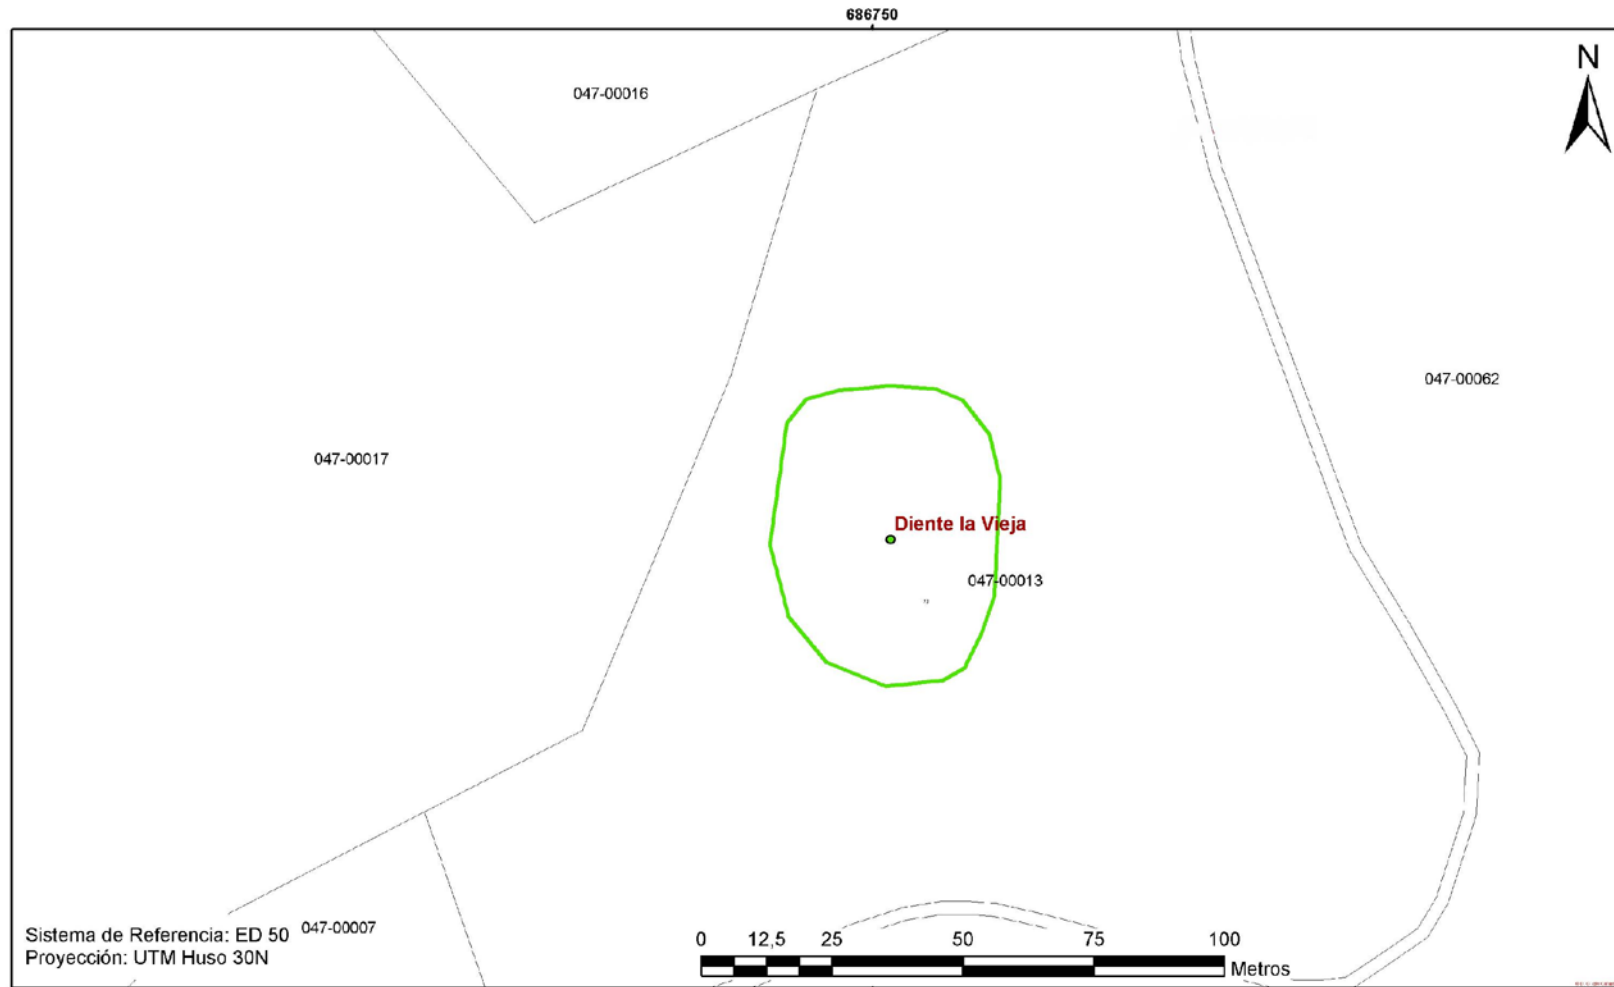 686750
N
047-00016
047-00062
047-00017
Diente la Vieja
047-00013
Sistema de Referencia: ED 50
Proyección: UTM Huso 30N
047-00007
0 12,5 25 50 75 100
Metros